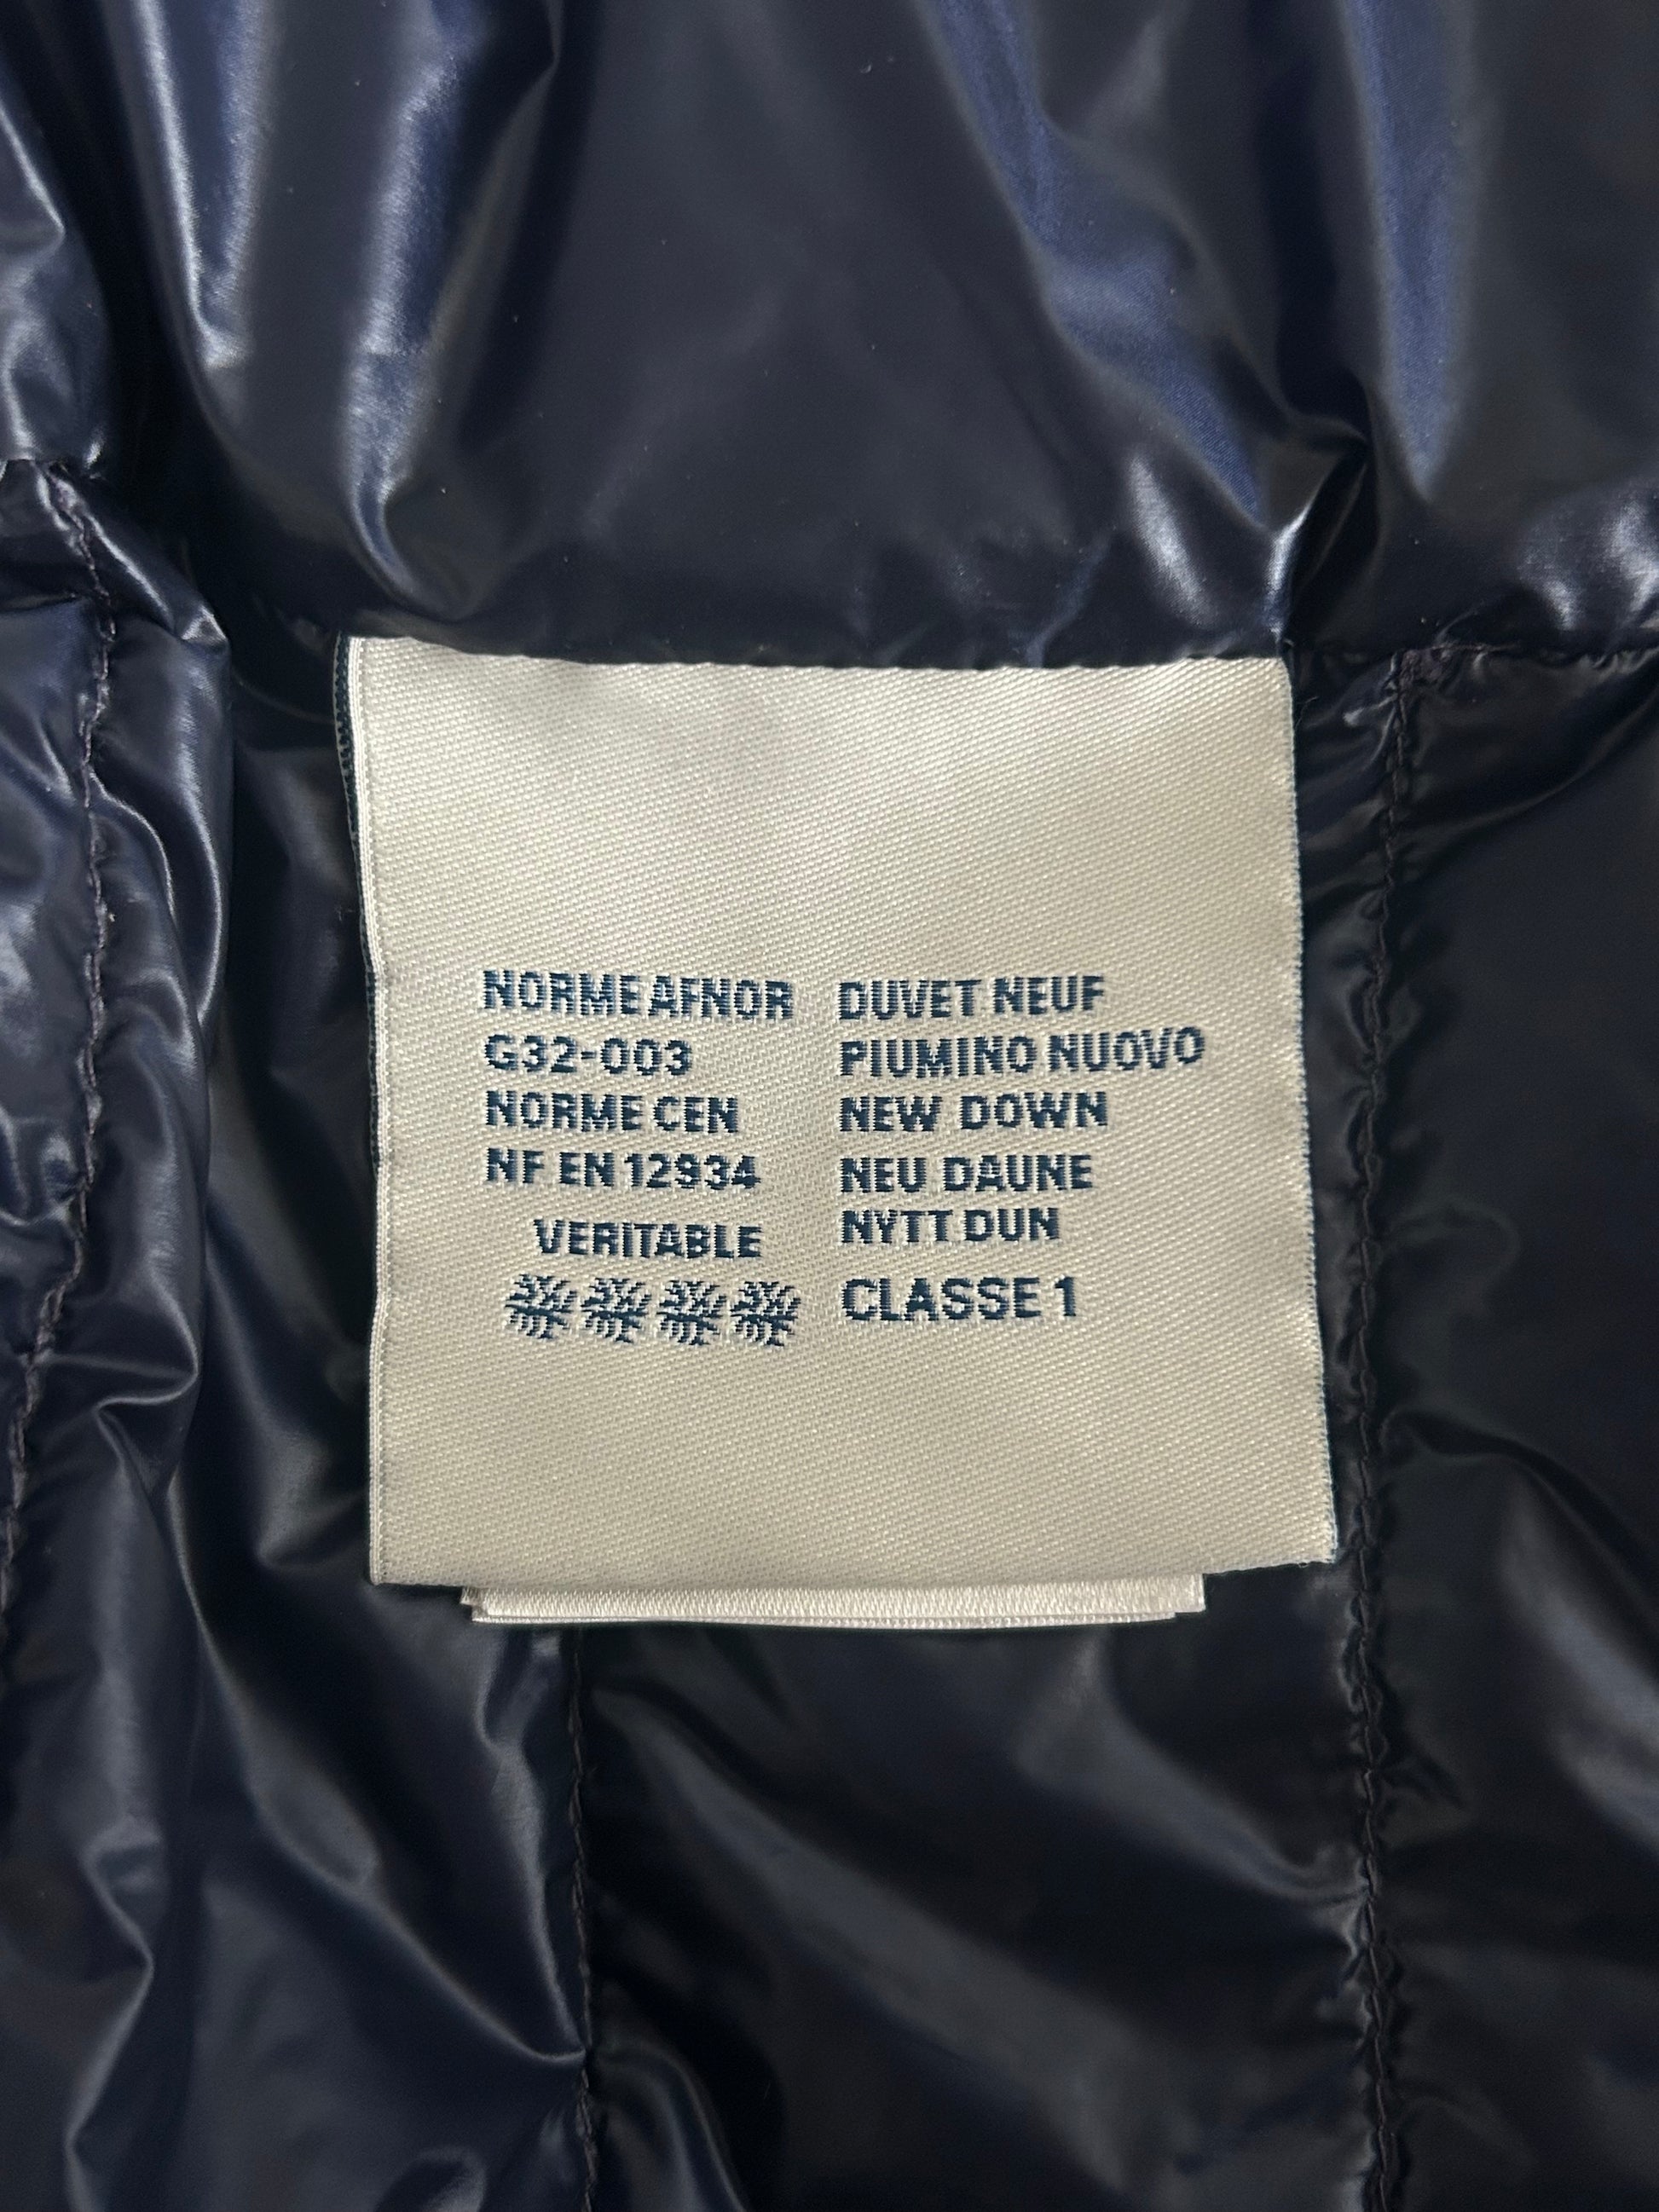 NORME AFNOR
G32-003
NORME CEN
NF EN 12934
VERITABLE
DUVET NEUF
PIUMINO NUOVO
NEW DOWN
NEU DAUNE
NYTT DUN
CLASSE 1